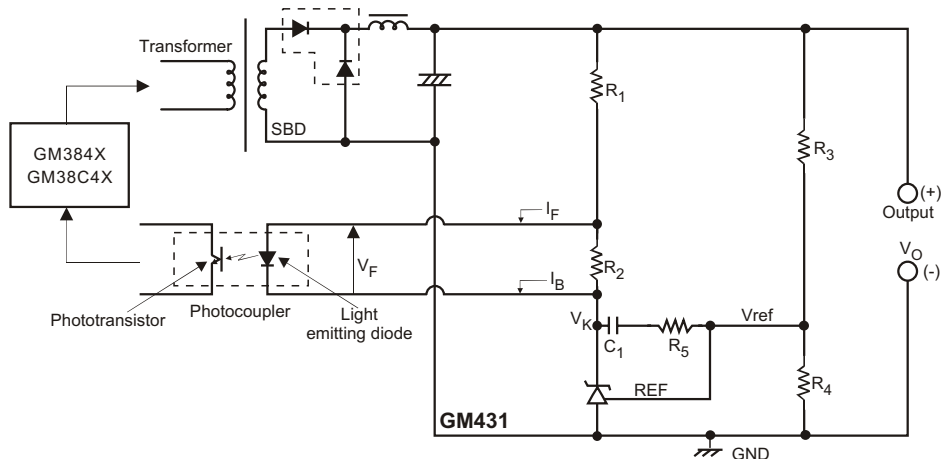 Transformer
SBD
GM384X
GM38C4X
R1
R3
(+)
Output
VO
(-)
IF
VF
R2
IB
Phototransistor
Photocoupler
Light
emitting diode
VK
C1
R5
Vref
R4
REF
GM431
GND